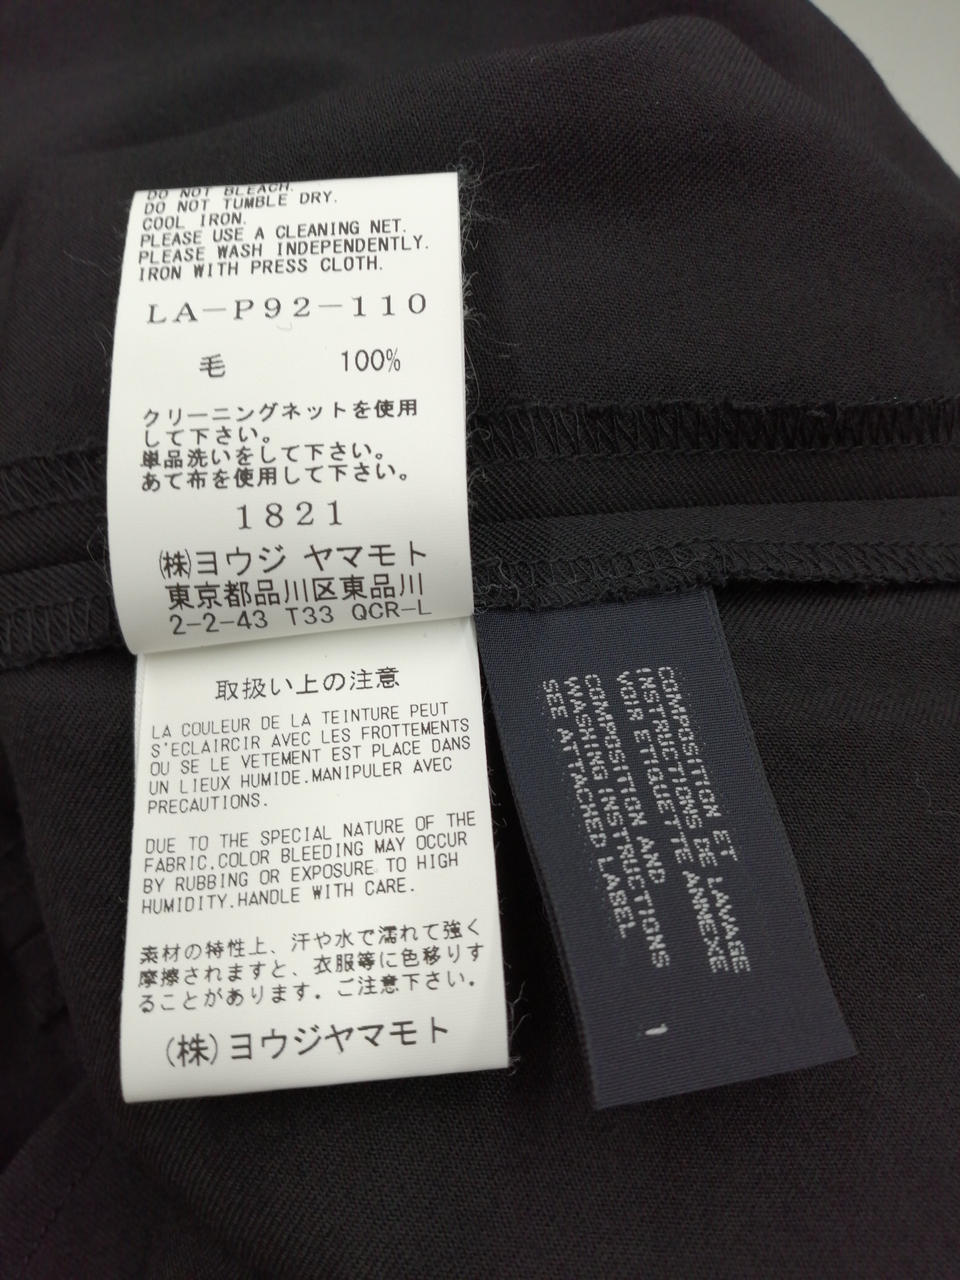 DO NOT BLEACH.
DO NOT TUMBLE DRY.
COOL IRON.
PLEASE USE A CLEANING NET.
PLEASE WASH INDEPENDENTLY.
IRON WITH PRESS CLOTH.
LA-P92-110
毛 100%
クリーニングネットを使用
して下さい。
単品洗いをして下さい。
あて布を使用して下さい。
1821
(株)ヨウジ ヤマモト
東京都品川区東品川
2-2-43 T33 QCR-L
取扱い上の注意
LA COULEUR DE LA TEINTURE PEUT
S'ECLAIRCIR AVEC LES FROTTEMENTS
OU SE LE VETEMENT EST PLACE DANS
UN LIEUX HUMIDE.MANIPULER AVEC
PRECAUTIONS.
DUE TO THE SPECIAL NATURE OF THE
FABRIC,COLOR BLEEDING MAY OCCUR
BY RUBBING OR EXPOSURE TO HIGH
HUMIDITY.HANDLE WITH CARE.
素材の特性上、汗や水で濡れて強く
摩擦されますと、衣服等に色移りす
ることがあります。ご注意下さい。
(株)ヨウジヤマモト
COMPOSITION ET LAVAGE
INSTRUCTIONS DE LAVAGE
VOIR ETIQUETTE ANNEXE
COMPOSITION AND
WASHING INSTRUCTIONS
SEE ATTACHED LABEL
1